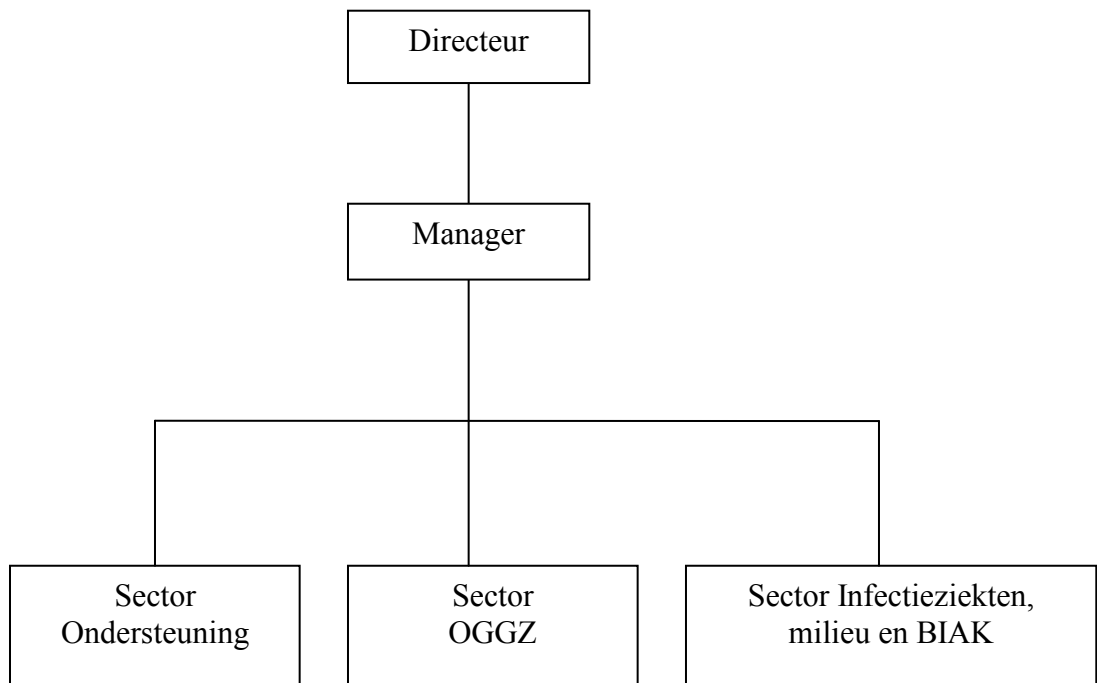 Directeur
Manager
Sector
Ondersteuning
Sector
OGGZ
Sector Infectieziekten,
milieu en BIAK